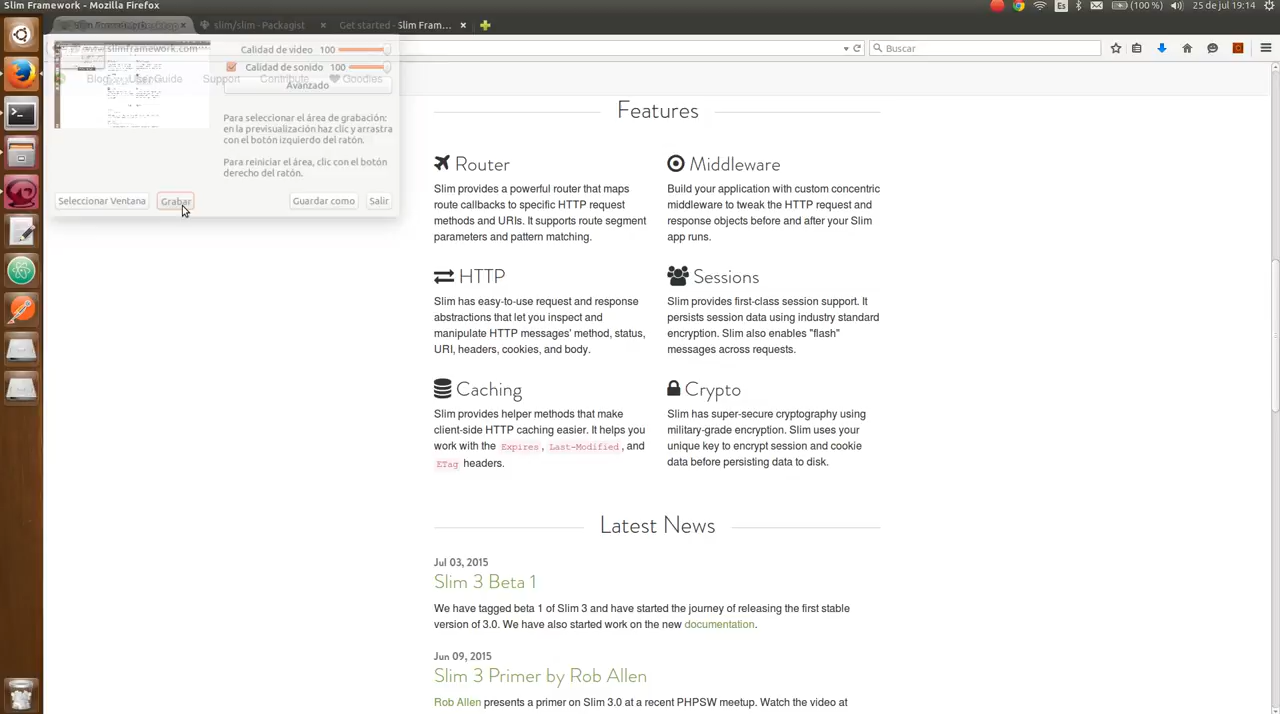 Slim Framework - Mozilla Firefox
Es
(100 %)
25 de jul 19:14
slim/slim - Packagist
Get started - Slim Fram...
slimframework.com
Buscar
Blog
User Guide
Support
Contribute
Goodies
Calidad de video 100
Calidad de sonido 100
Avanzado
Para seleccionar el área de grabación:
en la previsualización haz clic y arrastra
con el botón izquierdo del ratón.
Para reiniciar el área, clic con el botón
derecho del ratón.
Seleccionar Ventana
Grabar
Guardar como
Salir
Features
Router
Slim provides a powerful router that maps
route callbacks to specific HTTP request
methods and URIs. It supports route segment
parameters and pattern matching.
Middleware
Build your application with custom concentric
middleware to tweak the HTTP request and
response objects before and after your Slim
app runs.
HTTP
Slim has easy-to-use request and response
abstractions that let you inspect and
manipulate HTTP messages' method, status,
URI, headers, cookies, and body.
Sessions
Slim provides first-class session support. It
persists session data using industry standard
encryption. Slim also enables "flash"
messages across requests.
Caching
Slim provides helper methods that make
client-side HTTP caching easier. It helps you
work with the Expires, Last-Modified, and
ETag headers.
Crypto
Slim has super-secure cryptography using
military-grade encryption. Slim uses your
unique key to encrypt session and cookie
data before persisting data to disk.
Latest News
Jul 03, 2015
Slim 3 Beta 1
We have tagged beta 1 of Slim 3 and have started the journey of releasing the first stable
version of 3.0. We have also started work on the new documentation.
Jun 09, 2015
Slim 3 Primer by Rob Allen
Rob Allen presents a primer on Slim 3.0 at a recent PHPSW meetup. Watch the video at